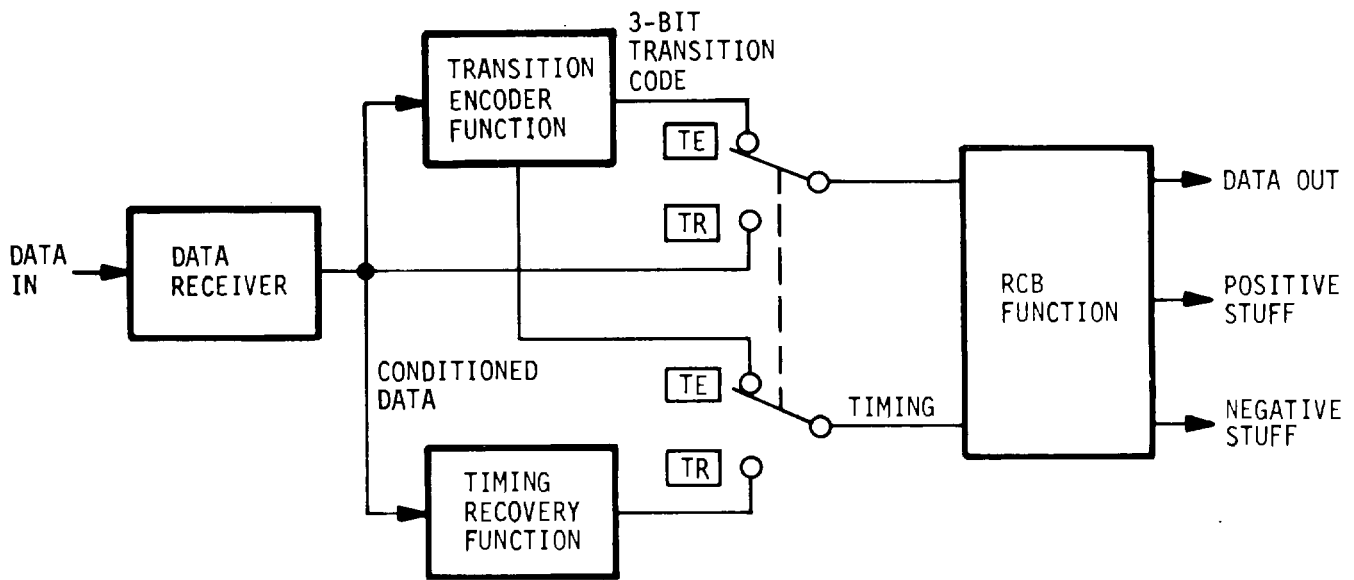 3-BIT
TRANSITION
CODE
TRANSITION
ENCODER
FUNCTION
TE
TR
DATA
IN
DATA
RECEIVER
CONDITIONED
DATA
TE
TR
TIMING
TIMING
RECOVERY
FUNCTION
RCB
FUNCTION
DATA OUT
POSITIVE
STUFF
NEGATIVE
STUFF